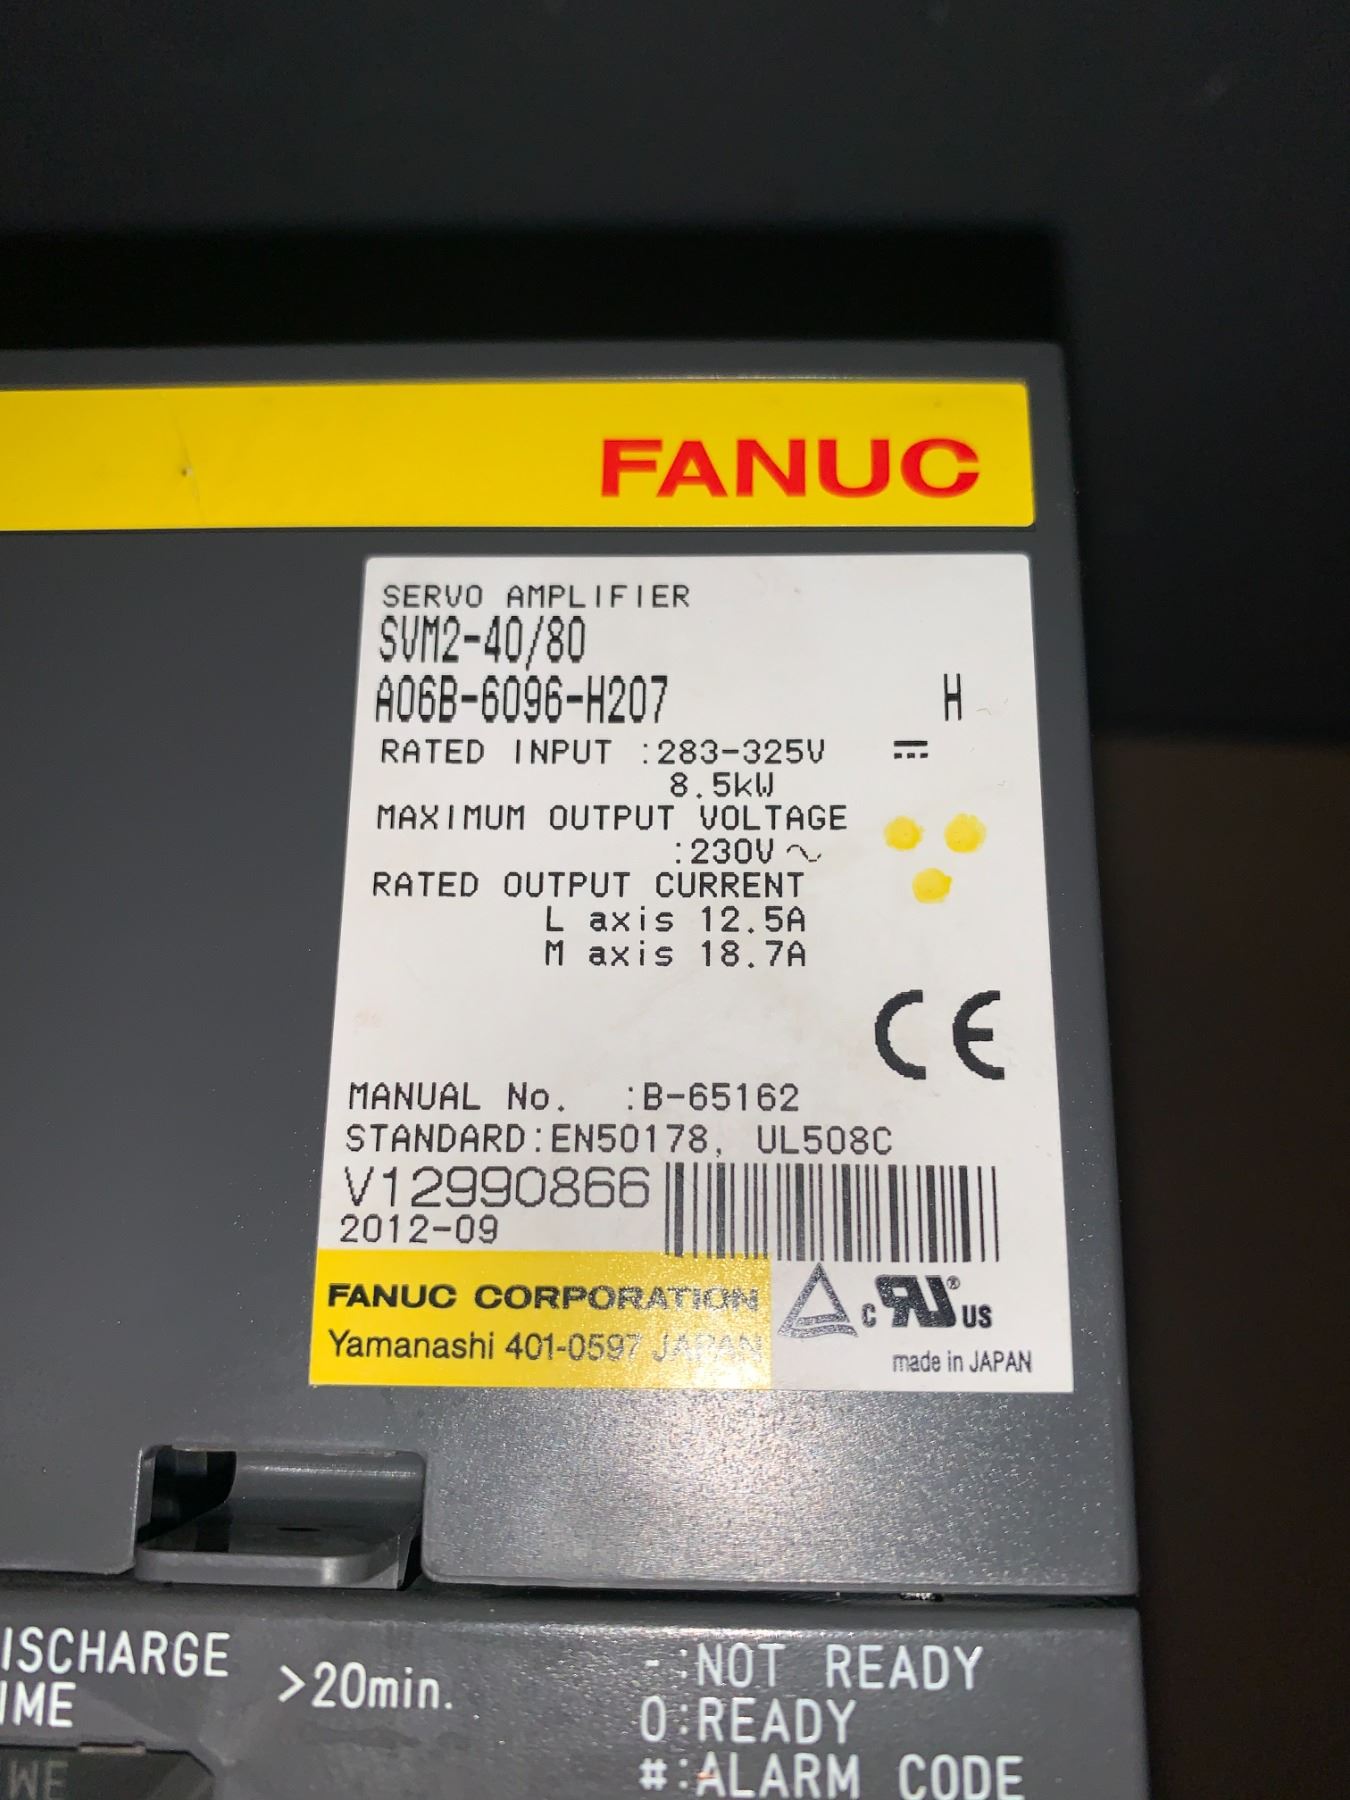 FANUC
SERVO AMPLIFIER
SVM2-40/80
A06B-6096-H207 H
RATED INPUT :283-325V ⎓
8.5kW
MAXIMUM OUTPUT VOLTAGE
:230V ∿
RATED OUTPUT CURRENT
L axis 12.5A
M axis 18.7A
CE
MANUAL No. :B-65162
STANDARD:EN50178, UL508C
V12990866
2012-09
FANUC CORPORATION
Yamanashi 401-0597 JAPAN
c RU ® US
made in JAPAN
ISCHARGE >20min.
IME
-:NOT READY
0:READY
#:ALARM CODE
WE